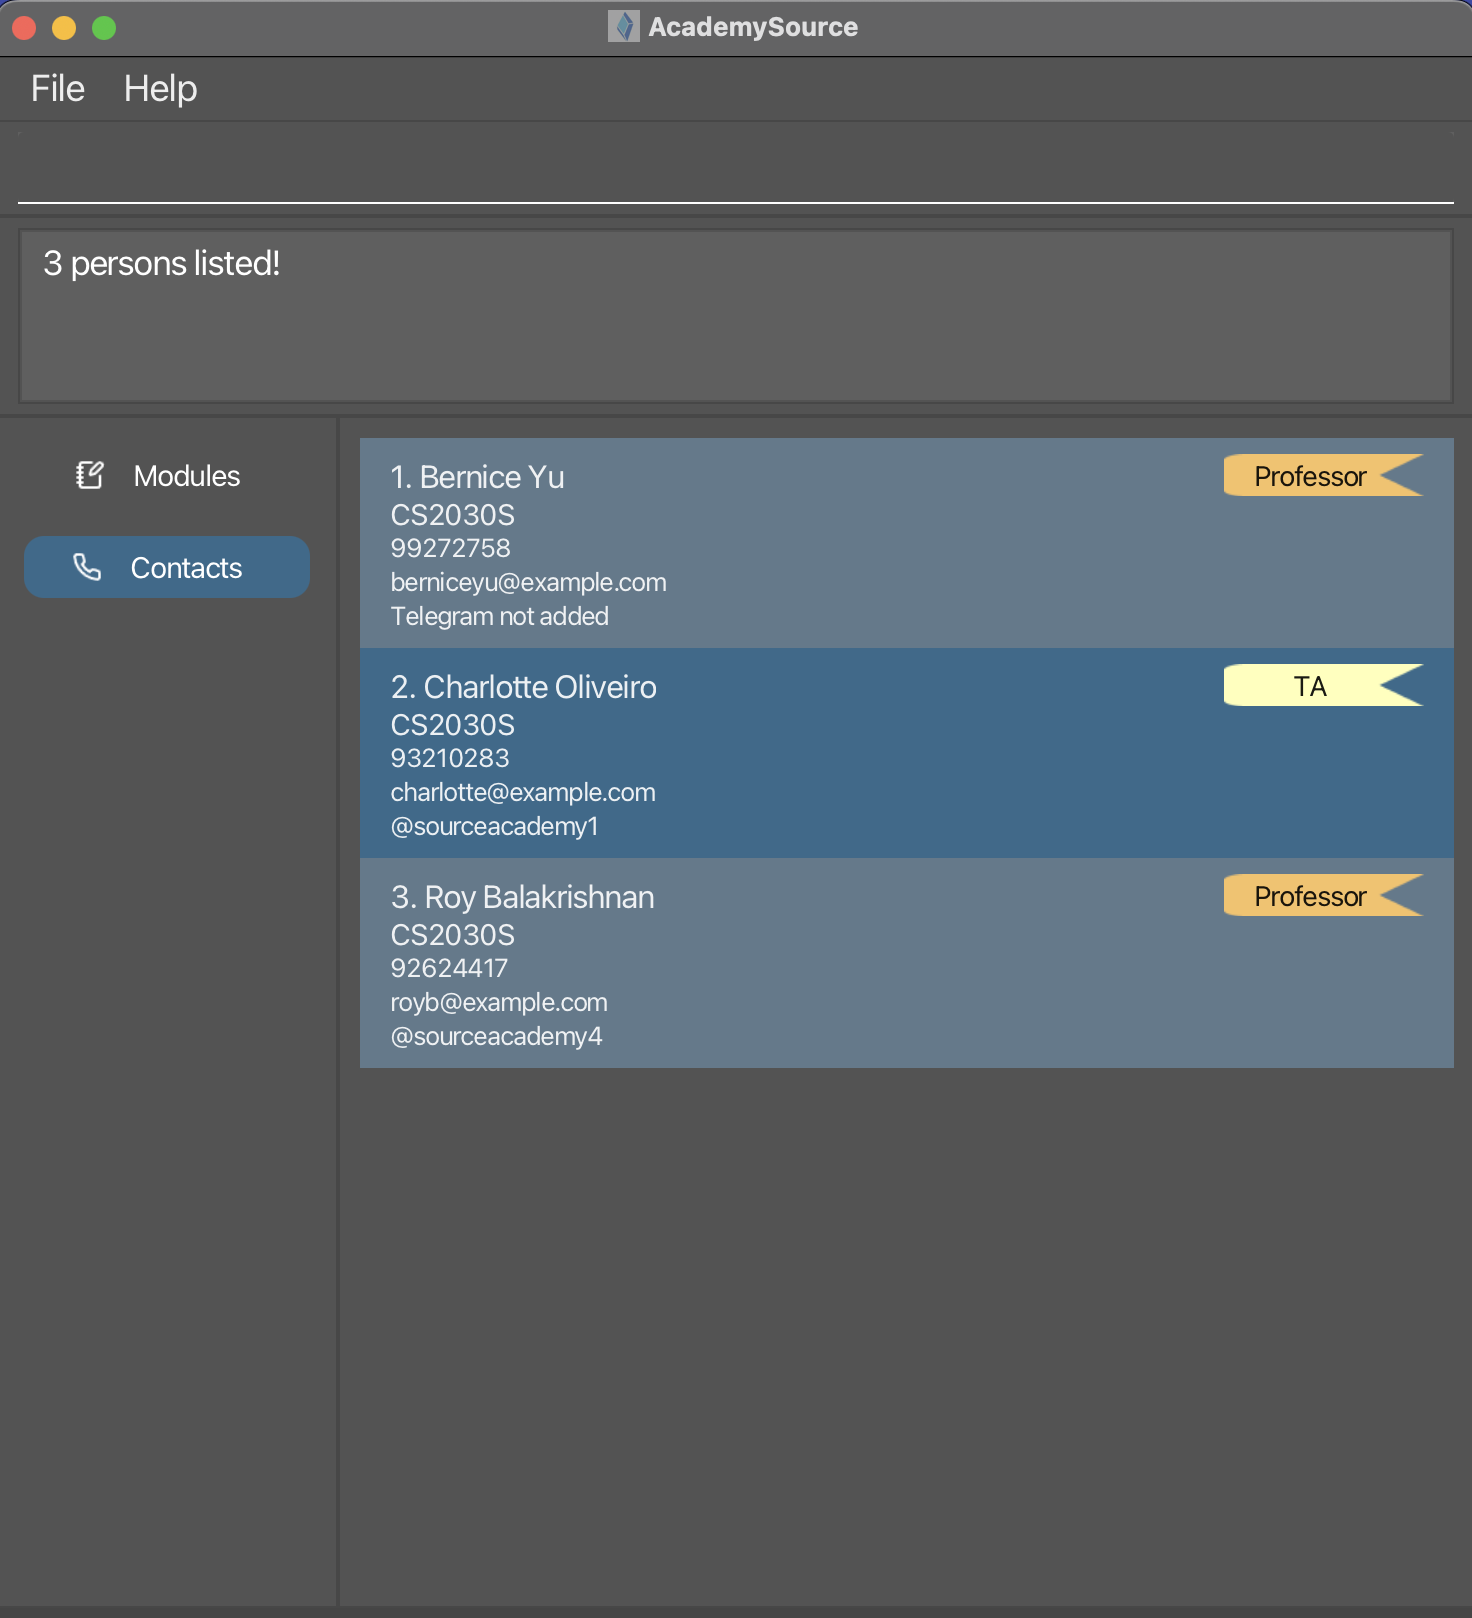 AcademySource
File Help
3 persons listed!
Modules
Contacts
1. Bernice Yu
Professor
CS2030S
99272758
berniceyu@example.com
Telegram not added
2. Charlotte Oliveiro
TA
CS2030S
93210283
charlotte@example.com
@sourceacademy1
3. Roy Balakrishnan
Professor
CS2030S
92624417
royb@example.com
@sourceacademy4